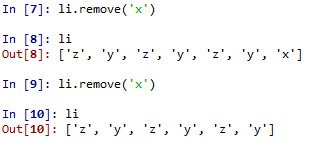 In [7]: li.remove('x')
In [8]: li
Out[8]: ['z', 'y', 'z', 'y', 'z', 'y', 'x']
In [9]: li.remove('x')
In [10]: li
Out[10]: ['z', 'y', 'z', 'y', 'z', 'y']